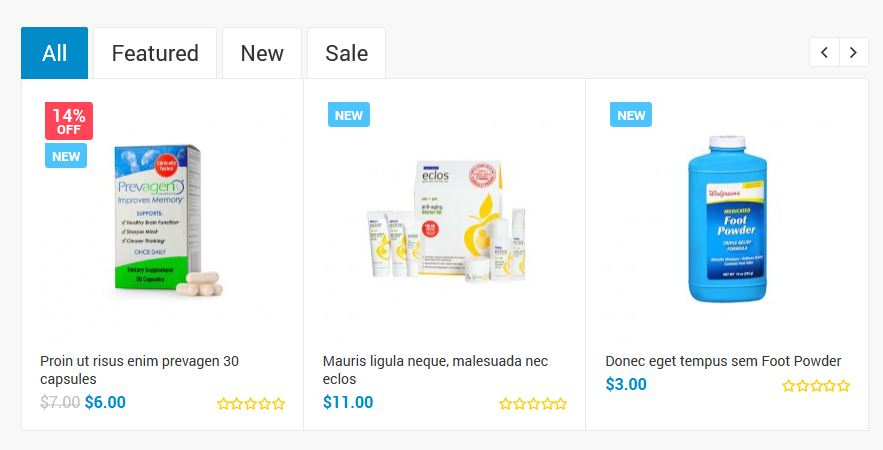 All
Featured
New
Sale
14%
OFF
NEW
Clinically
Tested
Prevagen
Improves Memory
SUPPORTS:
Healthy Brain Function
Sharper Mind
Clearer Thinking
ONCE DAILY
Dietary Supplement
30 Capsules
Proin ut risus enim prevagen 30
capsules
$7.00 $6.00
NEW
eclos
anti-aging
Mauris ligula neque, malesuada nec
eclos
$11.00
NEW
Walgreens
MEDICATED
Foot
Powder
TRIPLE RELIEF
FORMULA
Donec eget tempus sem Foot Powder
$3.00